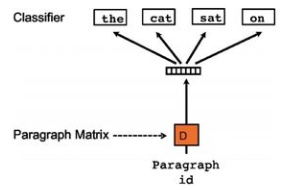 Classifier the cat sat on
Paragraph Matrix D
Paragraph
id